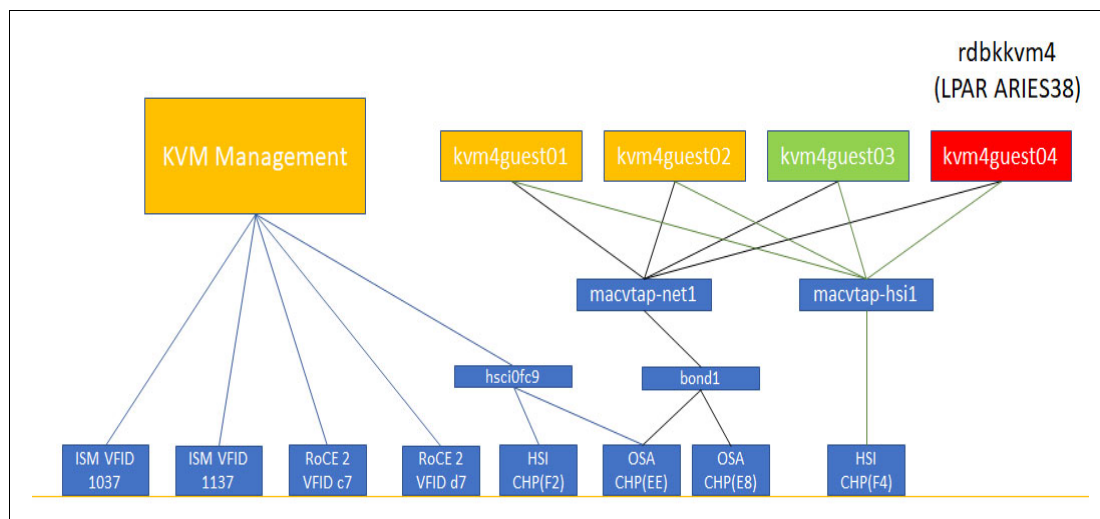 rdbkkvm4
(LPAR ARIES38)
KVM Management
kvm4guest01
kvm4guest02
kvm4guest03
kvm4guest04
macvtap-net1
macvtap-hsi1
hsci0fc9
bond1
ISM VFID
1037
ISM VFID
1137
RoCE 2
VFID c7
RoCE 2
VFID d7
HSI
CHP(F2)
OSA
CHP(EE)
OSA
CHP(E8)
HSI
CHP(F4)